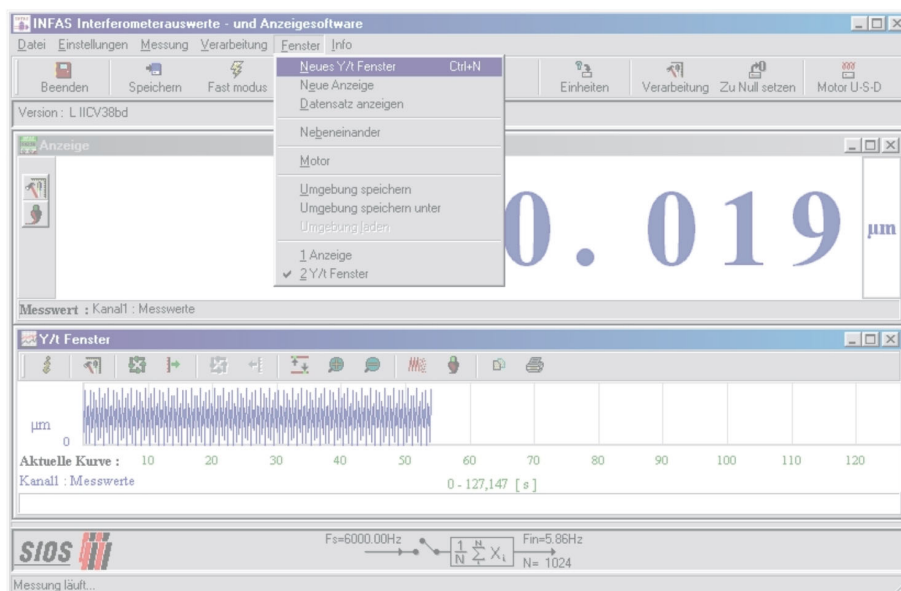 INFAS Interferometerauswerte - und Anzeigesoftware
Datei Einstellungen Messung Verarbeitung Fenster Info
Beenden Speichern Fast modus Einheiten Verarbeitung Zu Null setzen Motor U-S-D
Neues Y/t Fenster Ctrl+N
Neue Anzeige
Datensatz anzeigen
Nebeneinander
Motor
Umgebung speichern
Umgebung speichern unter
Umgebung laden
1 Anzeige
✓ 2 Y/t Fenster
Version : L IICV38bd
Anzeige
0.019 µm
Messwert : Kanal1 : Messwerte
Y/t Fenster
µm
0
Aktuelle Kurve : 10 20 30 40 50 60 70 80 90 100 110 120
Kanal1 : Messwerte 0 - 127,147 [ s ]
SIOS
Fs=6000.00Hz
1/N N Σ i Xi
Fin=5.86Hz
N= 1024
Messung läuft...